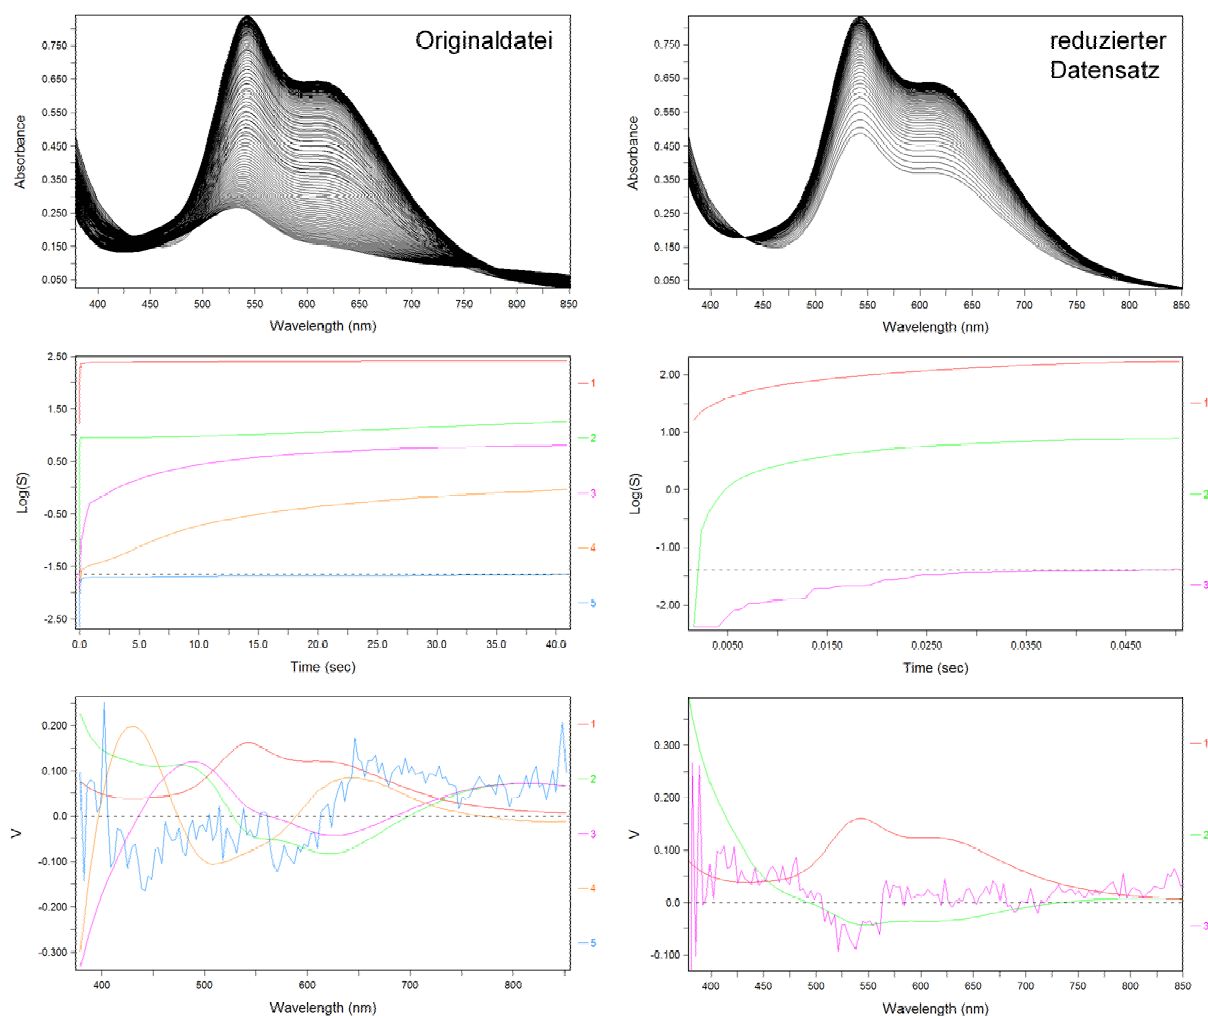 Originaldatei
Absorbance
0.750
0.650
0.550
0.450
0.350
0.250
0.150
0.050
400 450 500 550 600 650 700 750 800 850
Wavelength (nm)
reduzierter
Datensatz
Absorbance
0.750
0.650
0.550
0.450
0.350
0.250
0.150
0.050
400 450 500 550 600 650 700 750 800 850
Wavelength (nm)
Log(S)
2.50
1.50
0.50
-0.50
-1.50
-2.50
0.0 5.0 10.0 15.0 20.0 25.0 30.0 35.0 40.0
Time (sec)
1
2
3
4
5
Log(S)
2.00
1.00
0.0
-1.00
-2.00
0.0050 0.0150 0.0250 0.0350 0.0450
Time (sec)
1
2
3
V
0.200
0.100
0.0
-0.100
-0.200
-0.300
400 500 600 700 800
Wavelength (nm)
1
2
3
4
5
V
0.300
0.200
0.100
0.0
-0.100
400 450 500 550 600 650 700 750 800 850
Wavelength (nm)
1
2
3